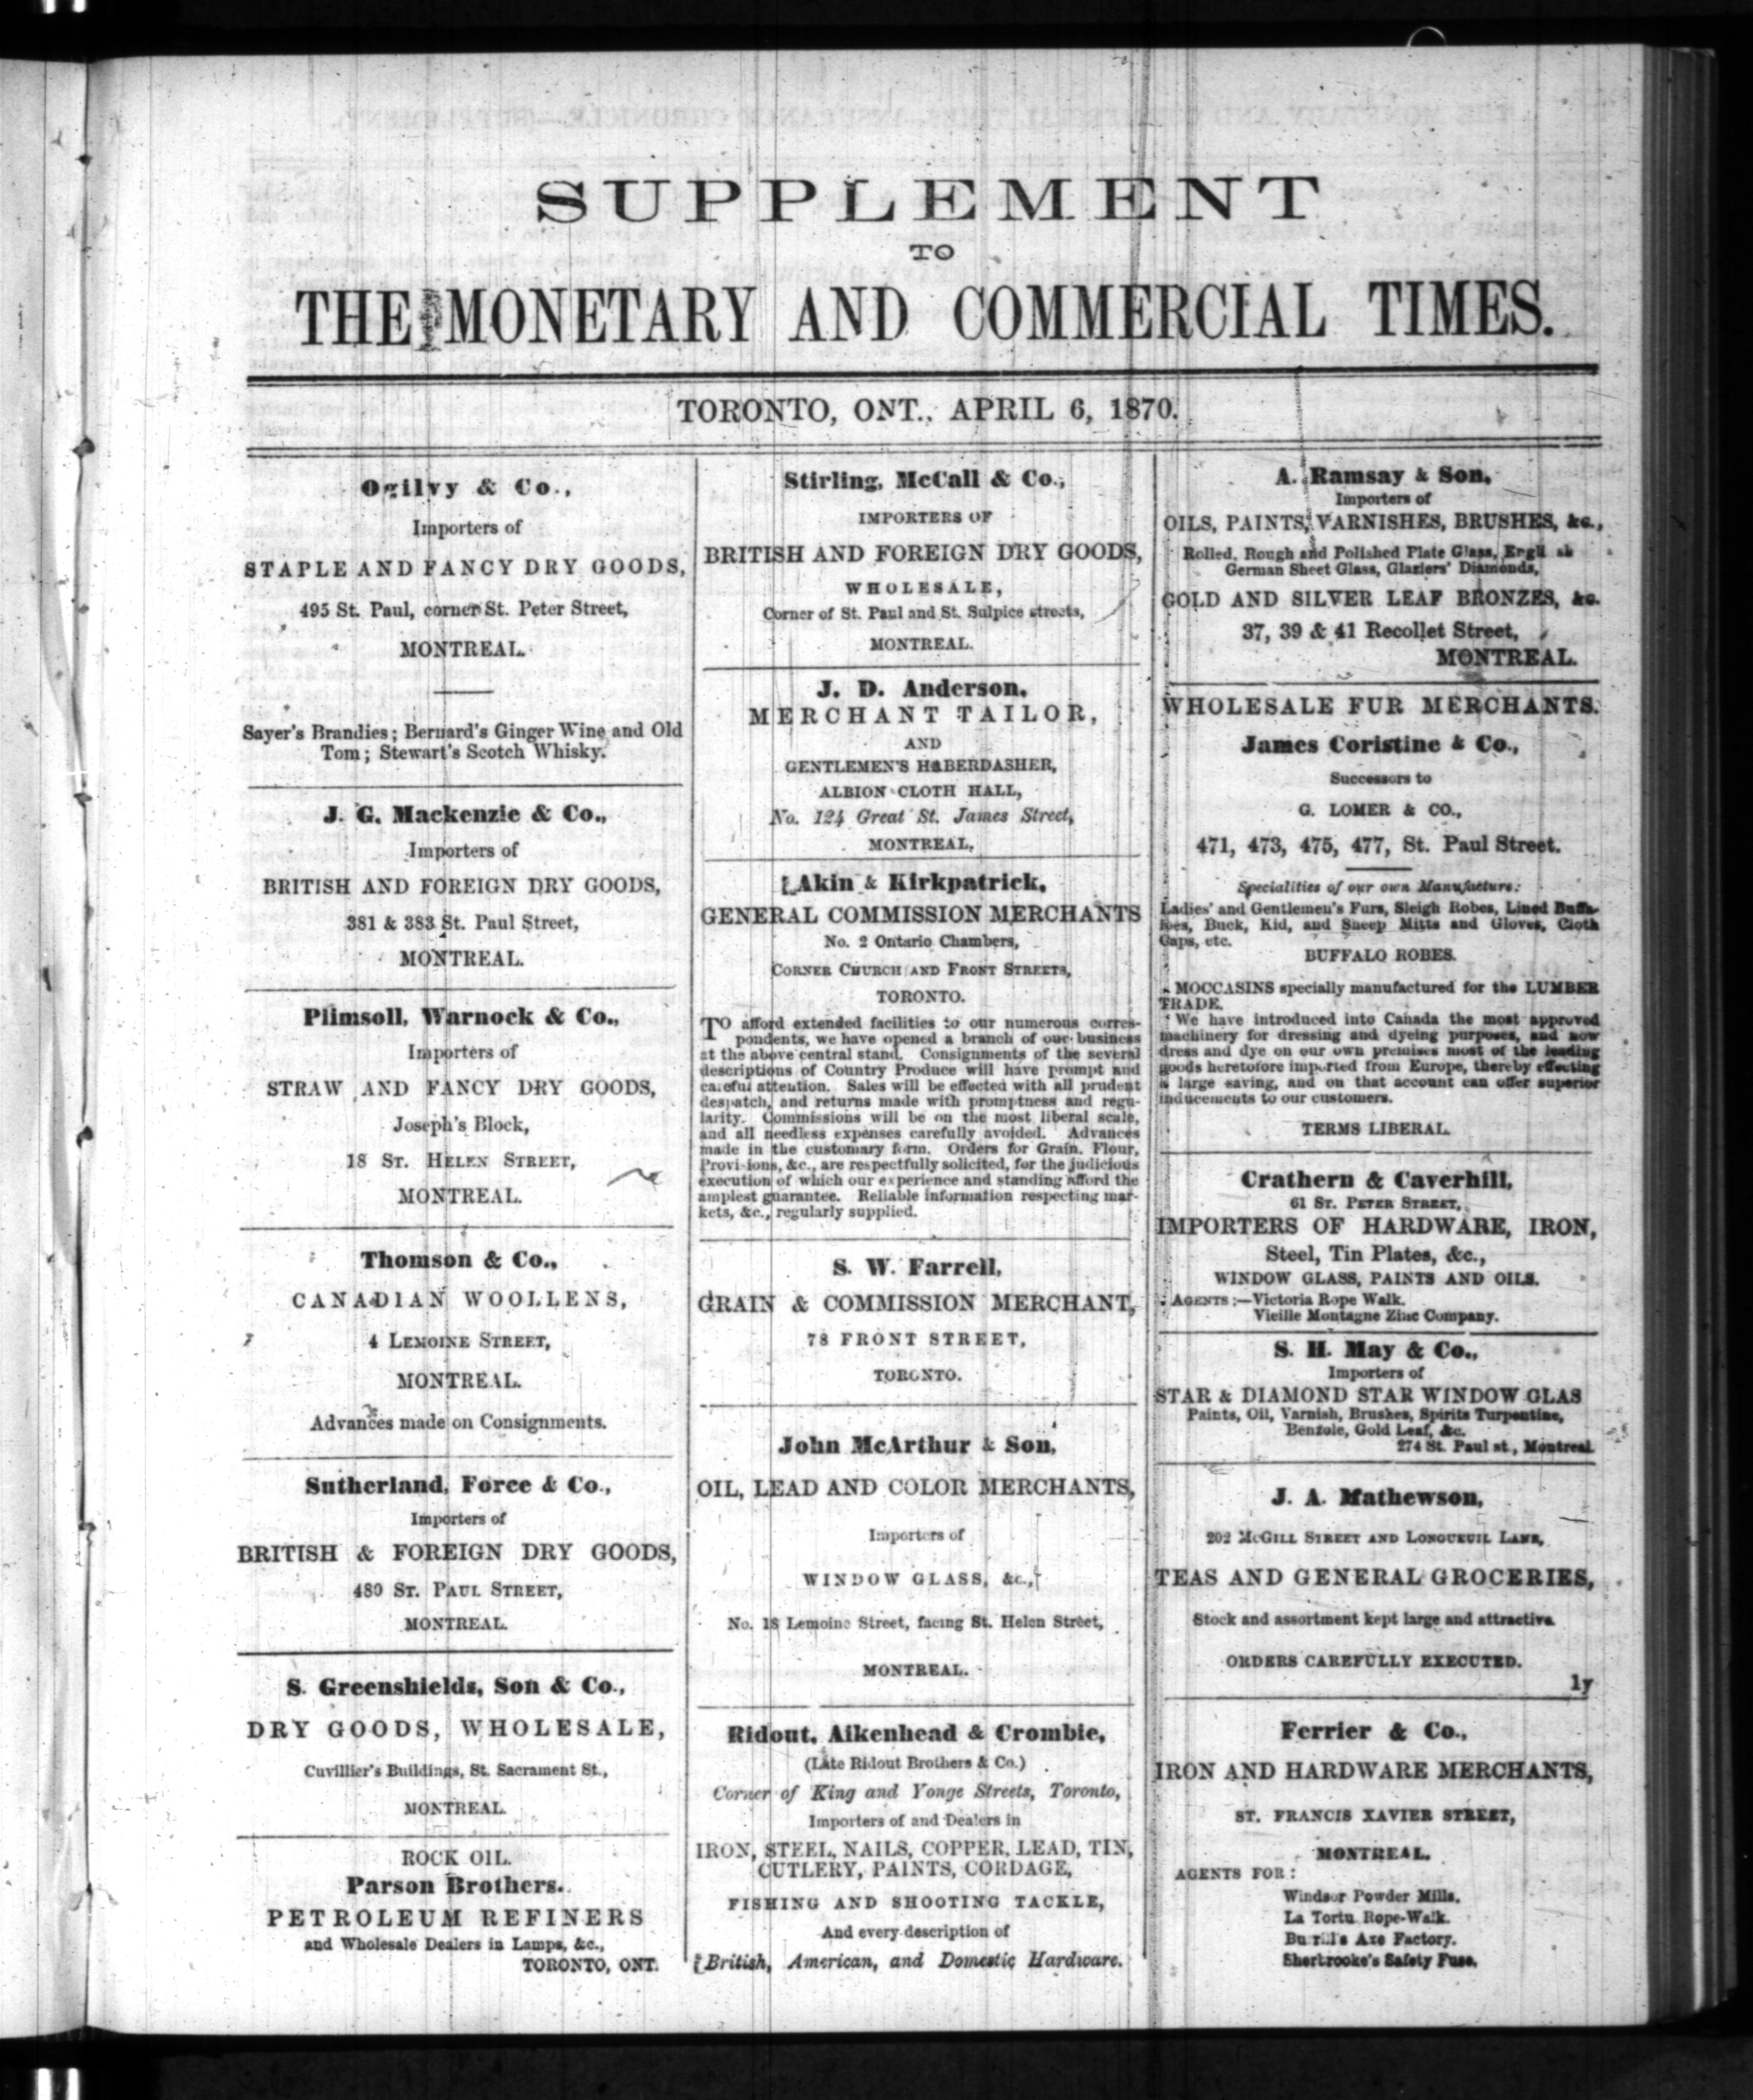 SUPPLEMENT
TO
THE MONETARY AND COMMERCIAL TIMES.
TORONTO, ONT., APRIL 6, 1870.
Ogilvy & Co.,
Importers of
STAPLE AND FANCY DRY GOODS,
495 St. Paul, corner St. Peter Street,
MONTREAL.
Sayer's Brandies; Bernard's Ginger Wine and Old
Tom; Stewart's Scotch Whisky.
J. G. Mackenzie & Co.,
Importers of
BRITISH AND FOREIGN DRY GOODS,
381 & 383 St. Paul Street,
MONTREAL.
Plimsoll, Warnock & Co.,
Importers of
STRAW AND FANCY DRY GOODS,
Joseph's Block,
18 ST. HELEN STREET,
MONTREAL.
Thomson & Co.,
CANADIAN WOOLLENS,
4 LEMOINE STREET,
MONTREAL.
Advances made on Consignments.
Sutherland, Force & Co.,
Importers of
BRITISH & FOREIGN DRY GOODS,
480 ST. PAUL STREET,
MONTREAL.
S. Greenshields, Son & Co.,
DRY GOODS, WHOLESALE,
Cuvillier's Buildings, St. Sacrament St.,
MONTREAL.
ROCK OIL.
Parson Brothers.
PETROLEUM REFINERS
and Wholesale Dealers in Lamps, &c.,
TORONTO, ONT.
Stirling, McCall & Co.,
IMPORTERS OF
BRITISH AND FOREIGN DRY GOODS,
WHOLESALE,
Corner of St. Paul and St. Sulpice streets,
MONTREAL.
J. D. Anderson,
MERCHANT TAILOR,
AND
GENTLEMEN'S HABERDASHER,
ALBION CLOTH HALL,
No. 124 Great St. James Street,
MONTREAL.
Akin & Kirkpatrick,
GENERAL COMMISSION MERCHANTS
No. 2 Ontario Chambers,
CORNER CHURCH AND FRONT STREETS,
TORONTO.
TO afford extended facilities to our numerous corres-
pondents, we have opened a branch of our business
at the above central stand. Consignments of the several
descriptions of Country Produce will have prompt and
careful attention. Sales will be effected with all prudent
despatch, and returns made with promptness and regu-
larity. Commissions will be on the most liberal scale,
and all needless expenses carefully avoided. Advances
made in the customary form. Orders for Grain, Flour,
Provisions, &c., are respectfully solicited, for the judicious
execution of which our experience and standing afford the
amplest guarantee. Reliable information respecting mar-
kets, &c., regularly supplied.
S. W. Farrell,
GRAIN & COMMISSION MERCHANT,
78 FRONT STREET,
TORONTO.
John McArthur & Son,
OIL, LEAD AND COLOR MERCHANTS,
Importers of
WINDOW GLASS, &c.,
No. 18 Lemoine Street, facing St. Helen Street,
MONTREAL.
Ridout, Aikenhead & Crombie,
(Late Ridout Brothers & Co.)
Corner of King and Yonge Streets, Toronto,
Importers of and Dealers in
IRON, STEEL, NAILS, COPPER, LEAD, TIN,
CUTLERY, PAINTS, CORDAGE,
FISHING AND SHOOTING TACKLE,
And every description of
British, American, and Domestic Hardware.
A. Ramsay & Son,
Importers of
OILS, PAINTS, VARNISHES, BRUSHES, &c.,
Rolled, Rough and Polished Plate Glass,
German Sheet Glass, Glaziers' Diamonds,
GOLD AND SILVER LEAF BRONZES, &c.
37, 39 & 41 Recollet Street,
MONTREAL.
WHOLESALE FUR MERCHANTS.
James Coristine & Co.,
Successors to
G. LOMER & CO.,
471, 473, 475, 477, St. Paul Street.
Specialities of our own Manufacture:
Ladies' and Gentlemen's Furs, Sleigh Robes, Lined Buffa-
loes, Buck, Kid, and Sheep Mitts and Gloves, Cloth
Caps, etc.
BUFFALO ROBES.
MOCCASINS specially manufactured for the LUMBER
TRADE.
We have introduced into Canada the most approved
machinery for dressing and dyeing purposes, and now
dress and dye on our own premises most of the leading
goods heretofore imported from Europe, thereby effecting
a large saving, and on that account can offer superior
inducements to our customers.
TERMS LIBERAL.
Crathern & Caverhill,
61 ST. PETER STREET,
IMPORTERS OF HARDWARE, IRON,
Steel, Tin Plates, &c.,
WINDOW GLASS, PAINTS AND OILS.
AGENTS:—Victoria Rope Walk.
Vieille Montagne Zinc Company.
S. H. May & Co.,
Importers of
STAR & DIAMOND STAR WINDOW GLAS
Paints, Oil, Varnish, Brushes, Spirits Turpentine,
Benzole, Gold Leaf, &c.
274 St. Paul st., Montreal.
J. A. Mathewson,
202 MCGILL STREET AND LONGUEUIL LANE,
TEAS AND GENERAL GROCERIES,
Stock and assortment kept large and attractive.
ORDERS CAREFULLY EXECUTED.
1y
Ferrier & Co.,
IRON AND HARDWARE MERCHANTS,
ST. FRANCIS XAVIER STREET,
MONTREAL.
AGENTS FOR:
Windsor Powder Mills.
La Tortu Rope-Walk.
Burrill's Axe Factory.
Sherbrooke's Safety Fuse.